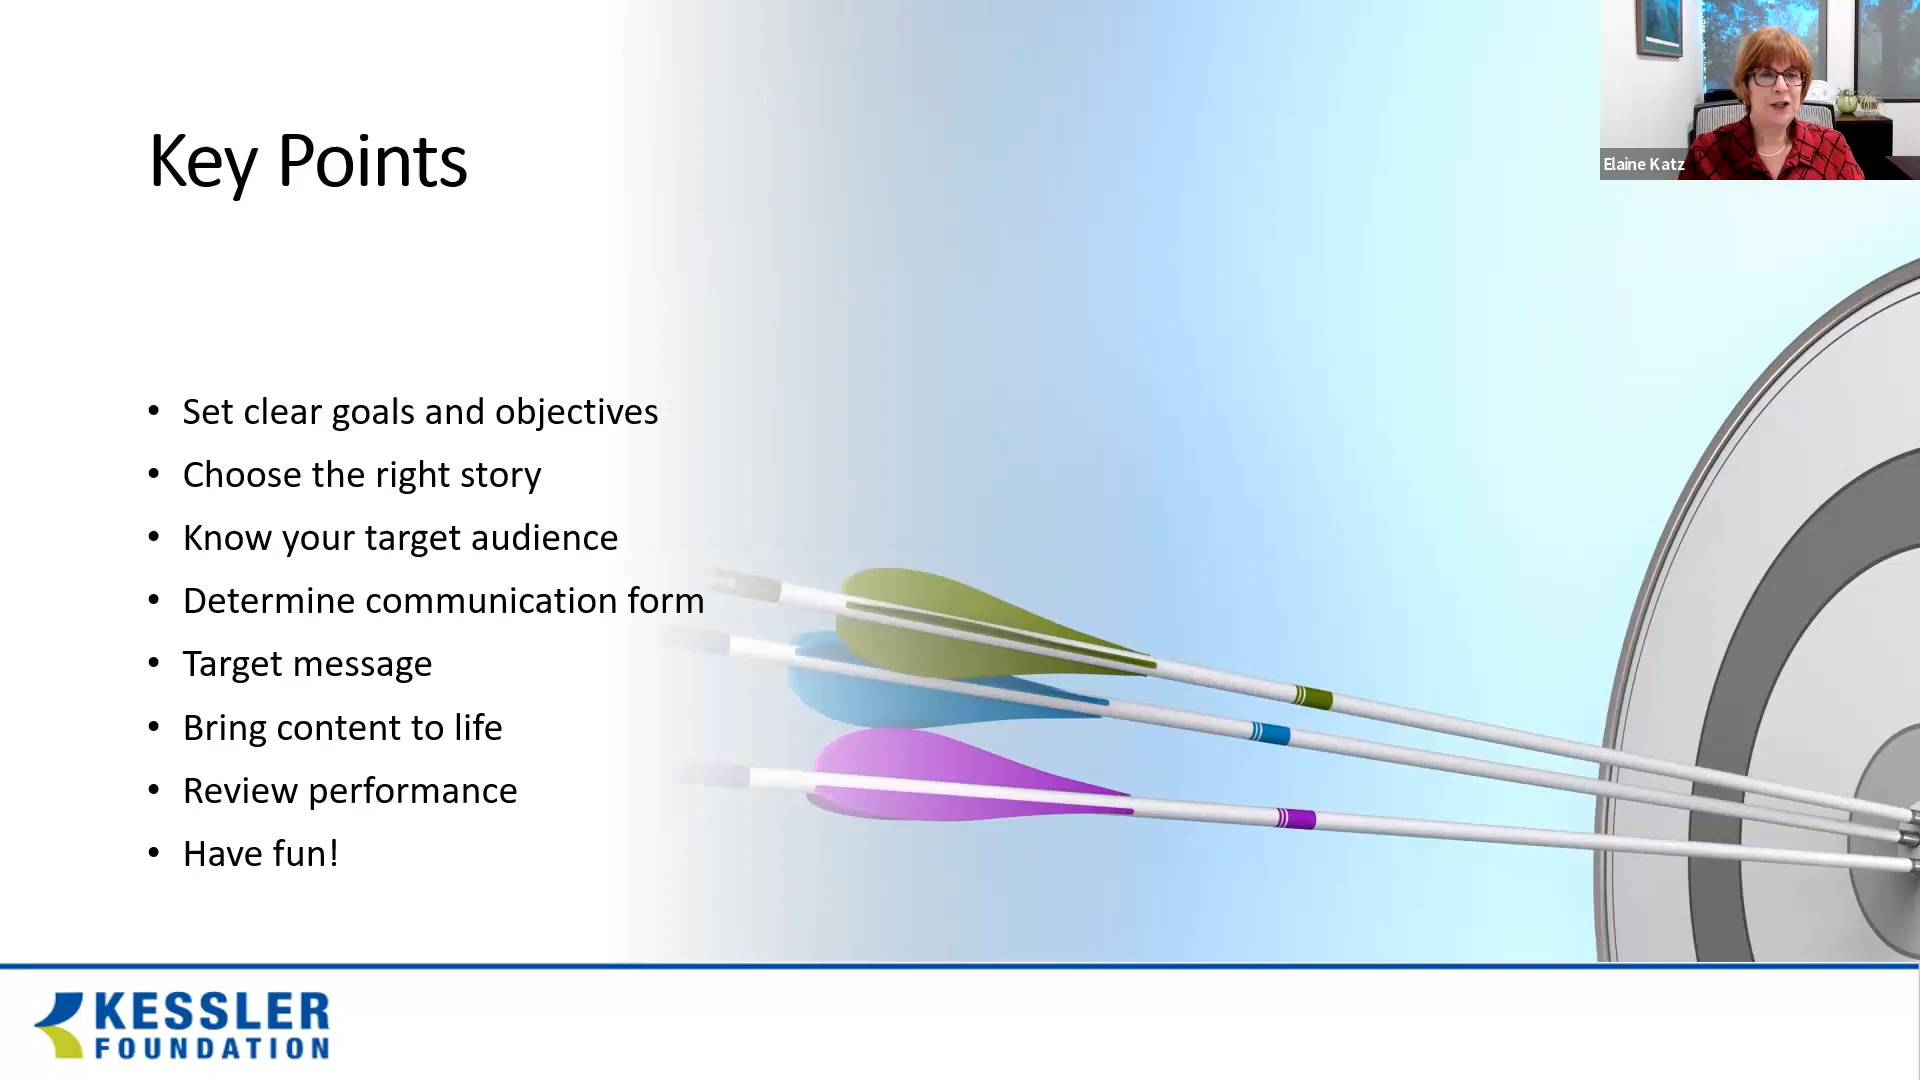 Key Points
Elaine Katz
• Set clear goals and objectives
• Choose the right story
• Know your target audience
• Determine communication form
• Target message
• Bring content to life
• Review performance
• Have fun!
KESSLER
FOUNDATION